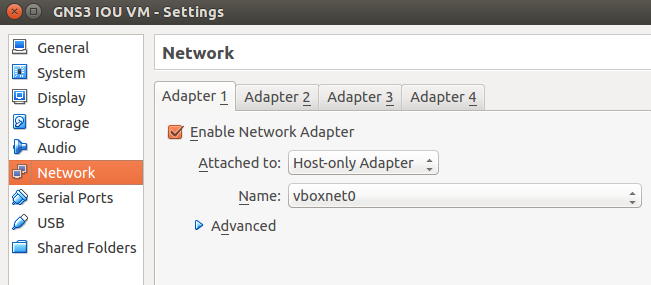 GNS3 IOU VM - Settings
General
System
Display
Storage
Audio
Network
Serial Ports
USB
Shared Folders
Network
Adapter 1 Adapter 2 Adapter 3 Adapter 4
Enable Network Adapter
Attached to: Host-only Adapter
Name: vboxnet0
Advanced